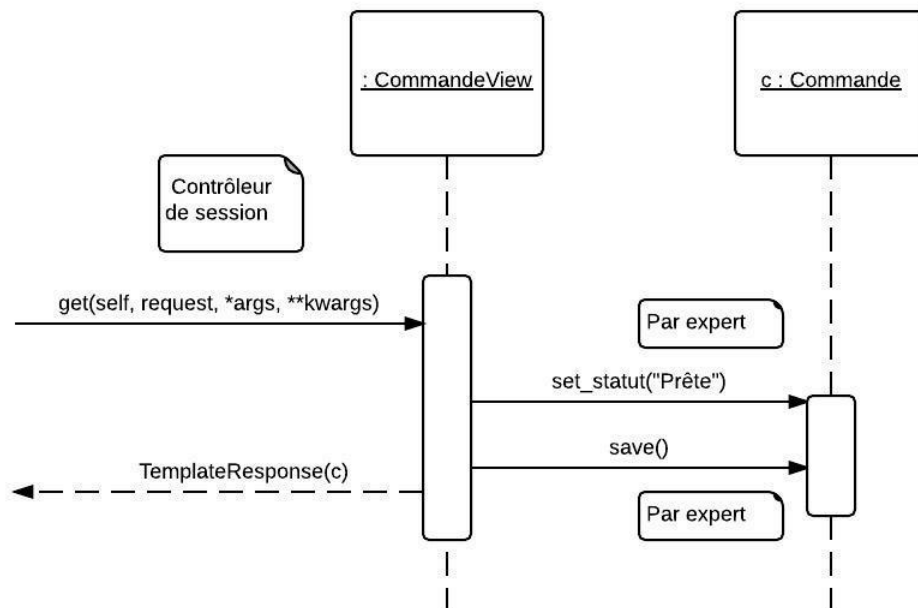 : CommandeView
c : Commande
Contrôleur
de session
get(self, request, *args, **kwargs)
Par expert
set_statut("Prête")
save()
TemplateResponse(c)
Par expert